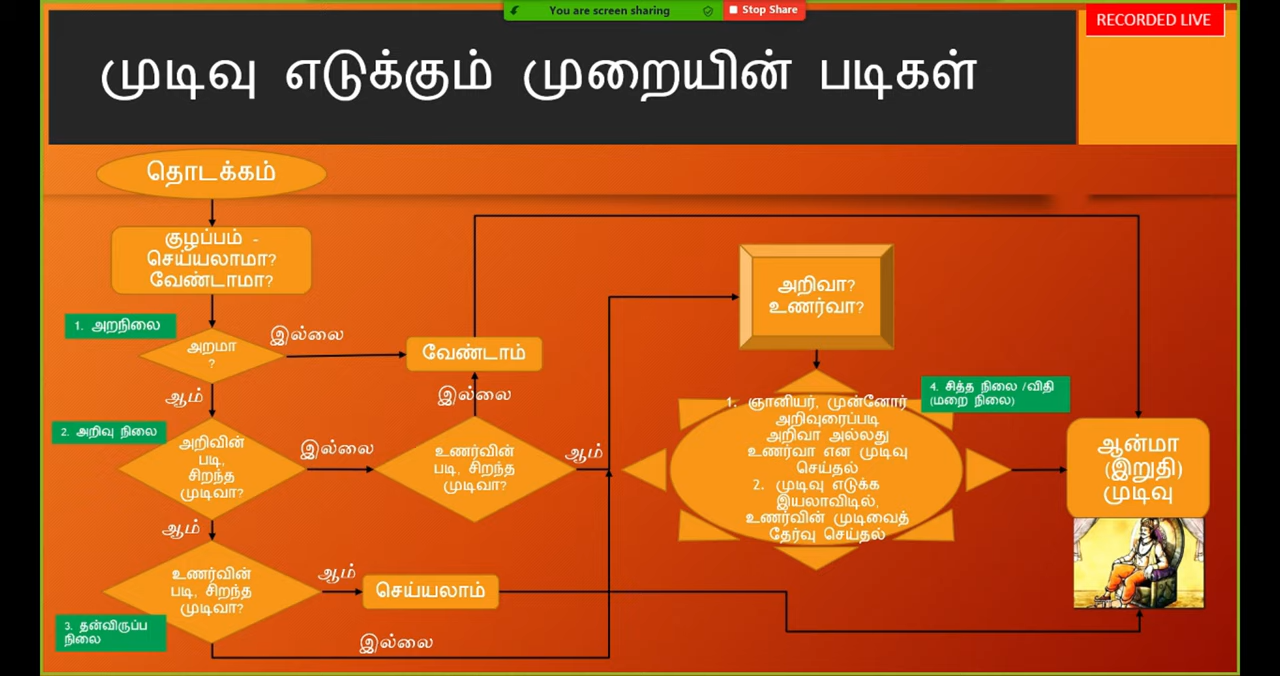 You are screen sharing
Stop Share
RECORDED LIVE
முடிவு எடுக்கும் முறையின் படிகள்
தொடக்கம்
குழப்பம் -
செய்யலாமா?
வேண்டாமா?
1. அறநிலை
அறமா
?
இல்லை
வேண்டாம்
ஆம்
இல்லை
2. அறிவு நிலை
அறிவின்
படி,
சிறந்த
முடிவா?
இல்லை
உணர்வின்
படி, சிறந்த
முடிவா?
ஆம்
ஆம்
உணர்வின்
படி, சிறந்த
முடிவா?
ஆம்
செய்யலாம்
3. தன்விருப்ப
நிலை
இல்லை
அறிவா?
உணர்வா?
4. சித்த நிலை /விதி
(மறை நிலை)
1. ஞானியர், முன்னோர்
அறிவுரைப்படி
அறிவா அல்லது
உணர்வா என முடிவு
செய்தல்
2. முடிவு எடுக்க
இயலாவிடில்,
உணர்வின் முடிவைத்
தேர்வு செய்தல்
ஆன்மா
(இறுதி)
முடிவு